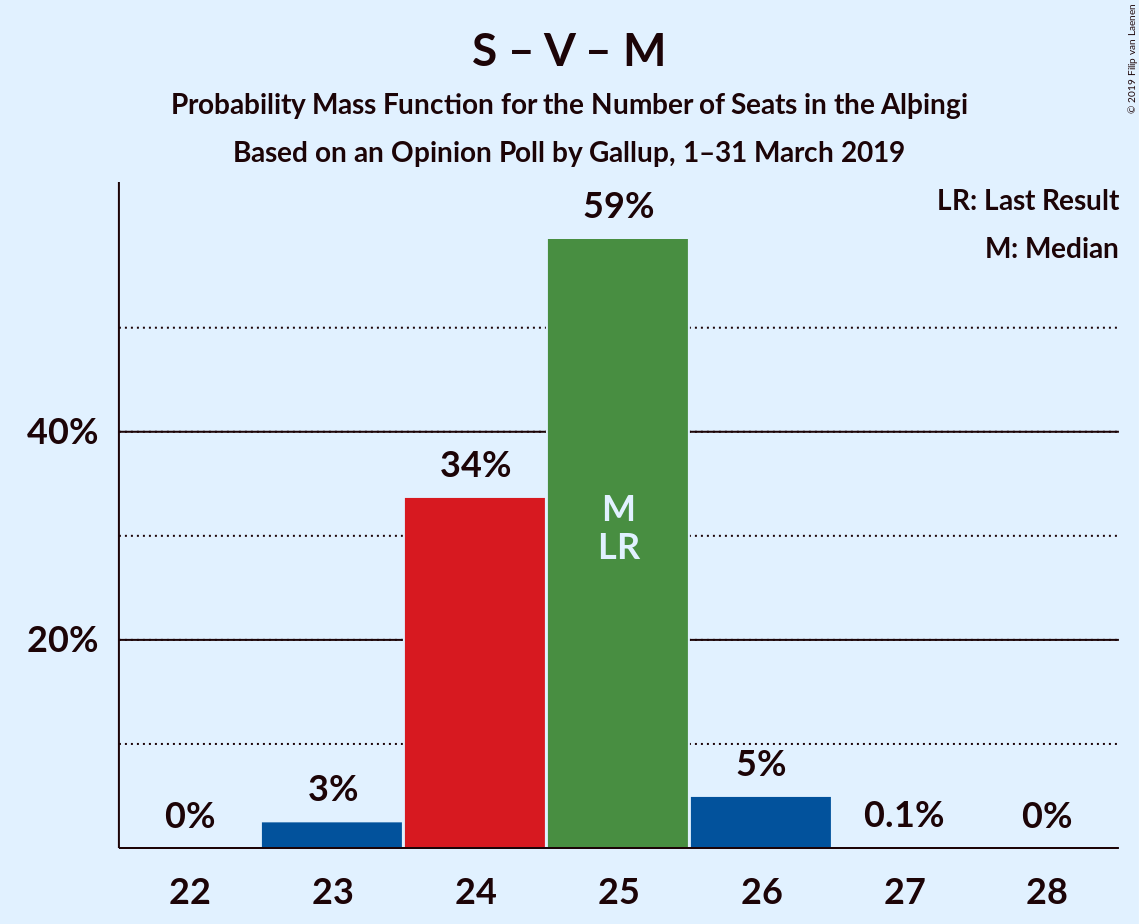 S – V – M
Probability Mass Function for the Number of Seats in the Alþingi
Based on an Opinion Poll by Gallup, 1–31 March 2019
© 2019 Filip van Laenen
LR: Last Result
M: Median
59%
40%
34%
M
LR
20%
5%
3%
0%
0.1%
0%
22
23
24
25
26
27
28